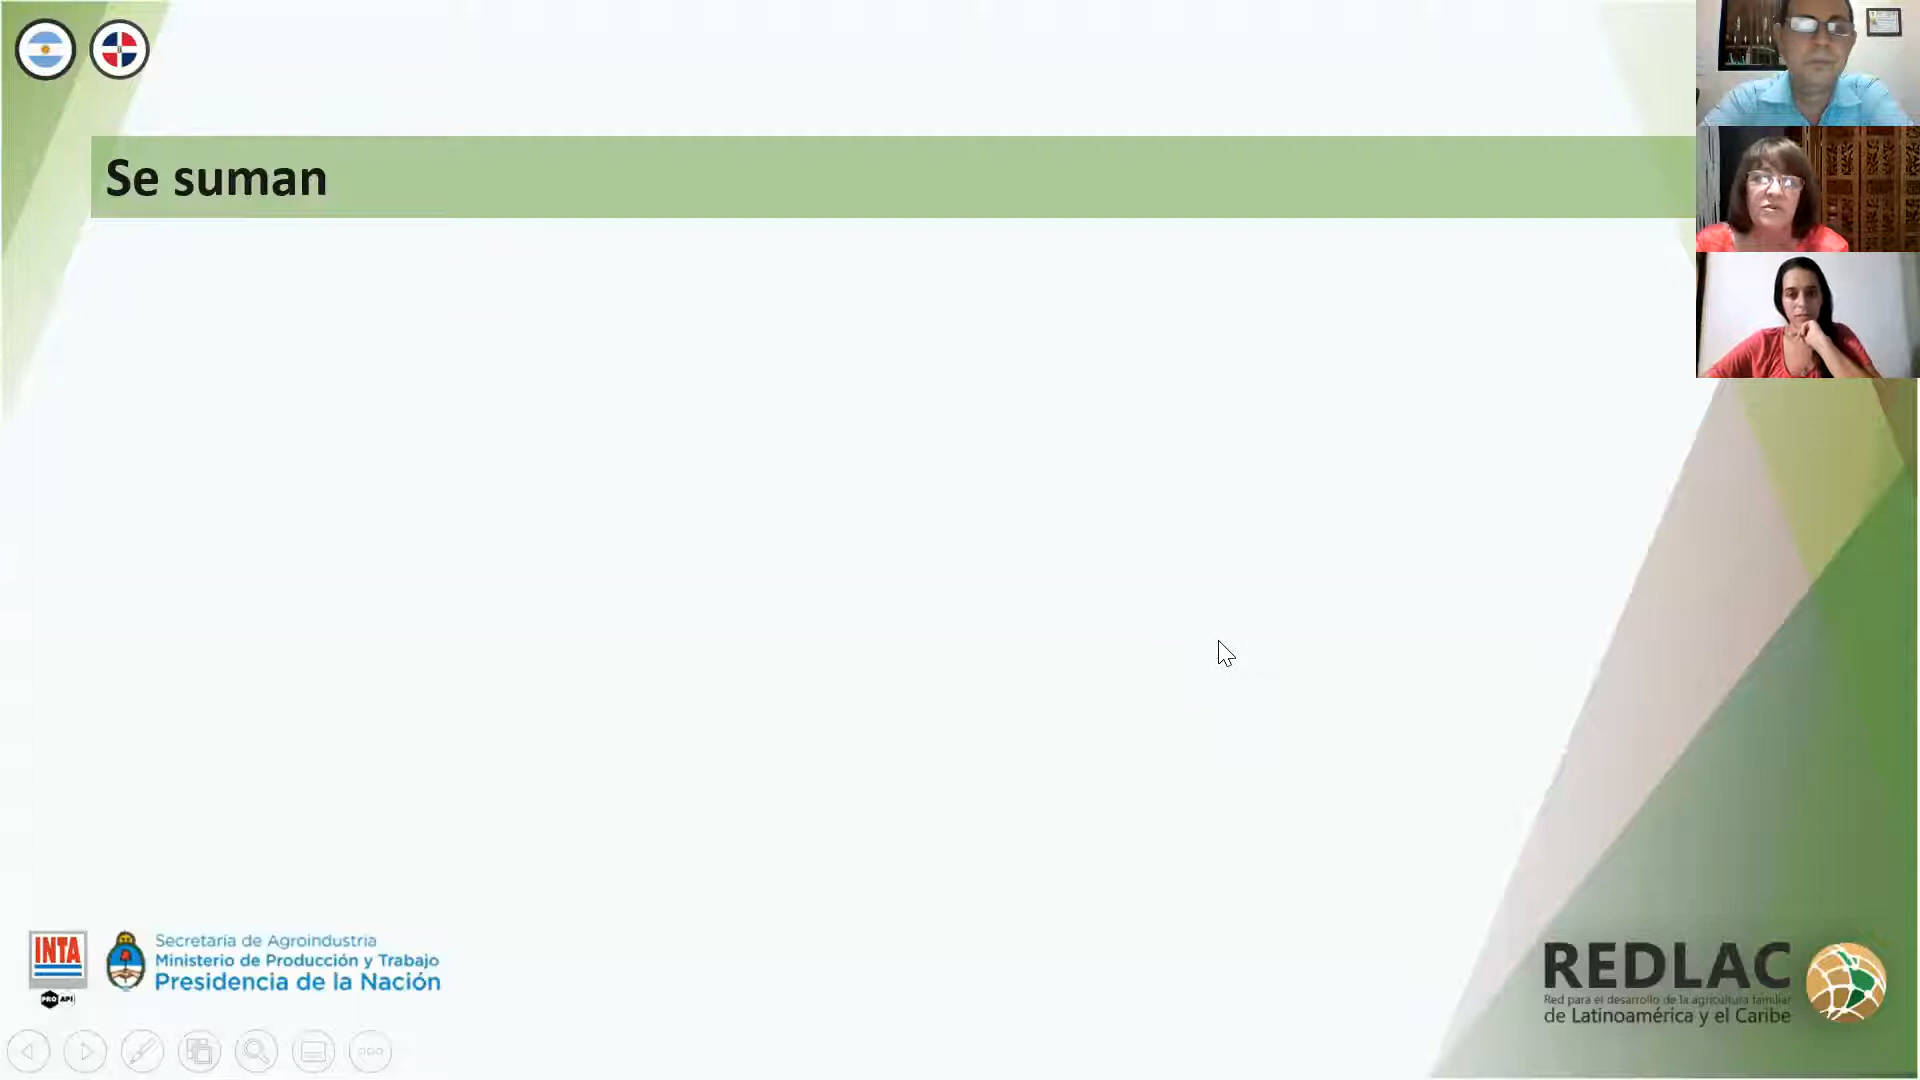 Se suman
INTA
PRO API
Secretaría de Agroindustria
Ministerio de Producción y Trabajo
Presidencia de la Nación
REDLAC
Red para el desarrollo de la agricultura familiar
de Latinoamérica y el Caribe